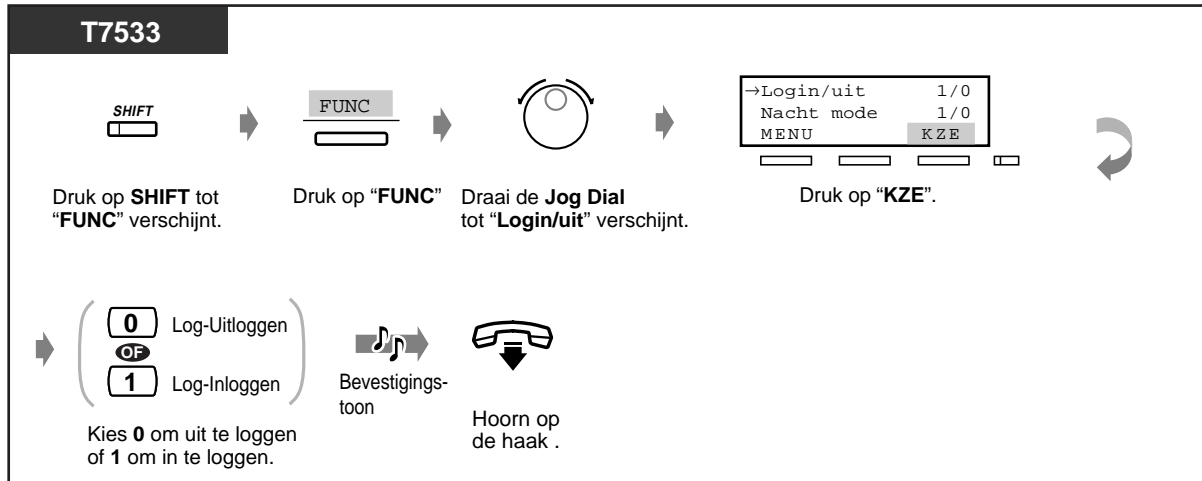 T7533
SHIFT
Druk op SHIFT tot
“FUNC” verschijnt.
FUNC
Druk op “FUNC”
Draai de Jog Dial
tot “Login/uit” verschijnt.
→Login/uit 1/0
Nacht mode 1/0
MENU KZE
Druk op “KZE”.
0 Log-Uitloggen
OF
1 Log-Inloggen
Kies 0 om uit te loggen
of 1 om in te loggen.
Bevestigings-
toon
Hoorn op
de haak .